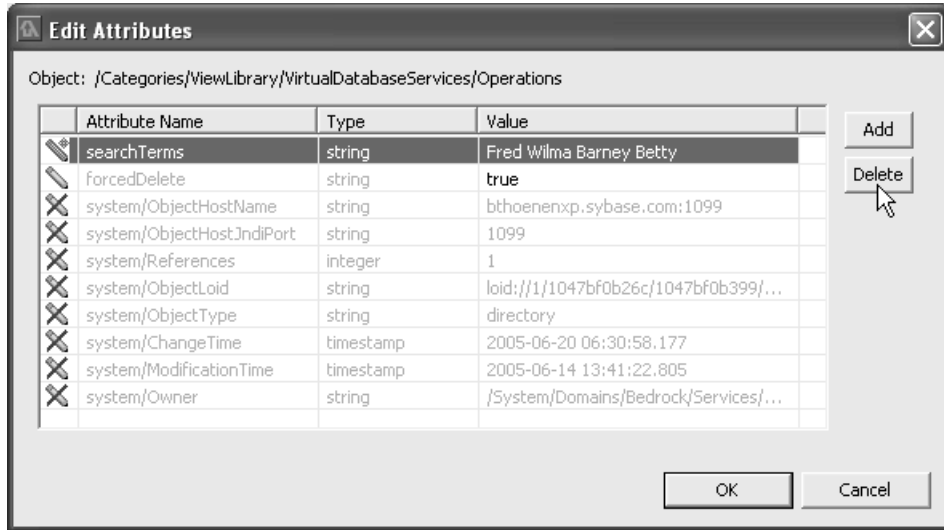 Edit Attributes
Object: /Categories/ViewLibrary/VirtualDatabaseServices/Operations
Attribute Name Type Value
searchTerms string Fred Wilma Barney Betty
forcedDelete string true
system/ObjectHostName string bthoenenxp.sybase.com:1099
system/ObjectHostJndiPort string 1099
system/References integer 1
system/ObjectLoid string loid://1/1047bf0b26c/1047bf0b399/...
system/ObjectType string directory
system/ChangeTime timestamp 2005-06-20 06:30:58.177
system/ModificationTime timestamp 2005-06-14 13:41:22.805
system/Owner string /System/Domains/Bedrock/Services/...
Add
Delete
OK Cancel